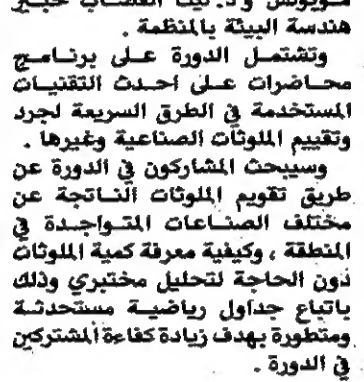 هندسة البيئة بالمنظمة .
وتشتمل الدورة على برنامج
محاضرات على احدث التقنيات
المستخدمة في الطرق السريعة لجرد
وتقييم الملوثات الصناعية وغيرها .
وسيبحث المشاركون في الدورة عن
طريق تقويم الملوثات الناتجة عن
مختلف الصناعات المتواجدة في
المنطقة ، وكيفية معرفة كمية الملوثات
دون الحاجة لتحليل مختبري وذلك
باتباع جداول رياضية مستحدثة
ومتطورة بهدف زيادة كفاءة المشتركين
في الدورة .